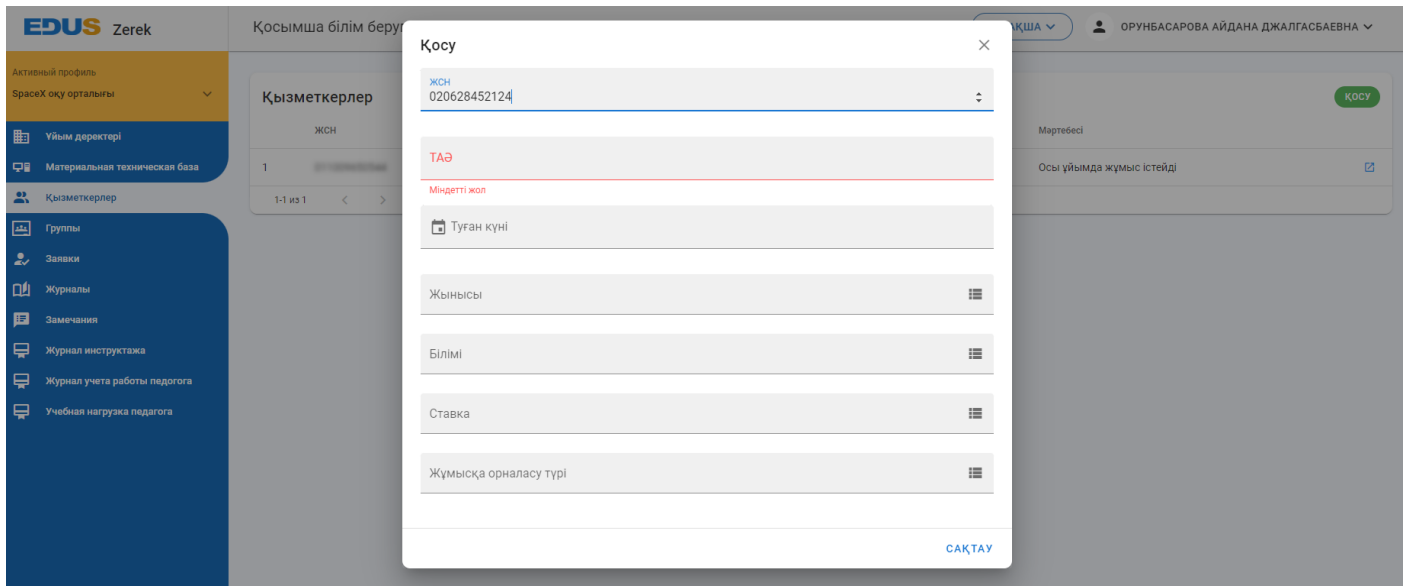 EDUS Zerek
Қосымша білім беру
АҚША
ОРУНБАСАРОВА АЙДАНА ДЖАЛГАСБАЕВНА
Активный профиль
SpaceX оқу орталығы
Ұйым деректері
Материальная техническая база
Қызметкерлер
Группы
Заявки
Журналы
Замечания
Журнал инструктажа
Журнал учета работы педогога
Учебная нагрузка педагога
Қызметкерлер
ҚОСУ
ЖСН
Мәртебесі
1
Осы ұйымда жұмыс істейді
1-1 из 1
Қосу
ЖСН
020628452124
ТАӘ
Міндетті жол
Туған күні
Жынысы
Білімі
Ставка
Жұмысқа орналасу түрі
САҚТАУ